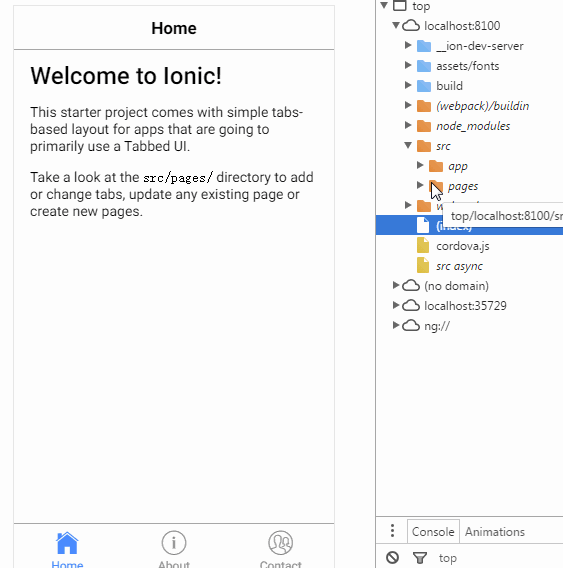 Home
Welcome to Ionic!
This starter project comes with simple tabs-
based layout for apps that are going to
primarily use a Tabbed UI.
Take a look at the src/pages/ directory to add
or change tabs, update any existing page or
create new pages.
Home
About
Contact
top
localhost:8100
__ion-dev-server
assets/fonts
build
(webpack)/buildin
node_modules
src
app
pages
top/localhost:8100/sr
(index)
cordova.js
src async
(no domain)
localhost:35729
ng://
Console Animations
top